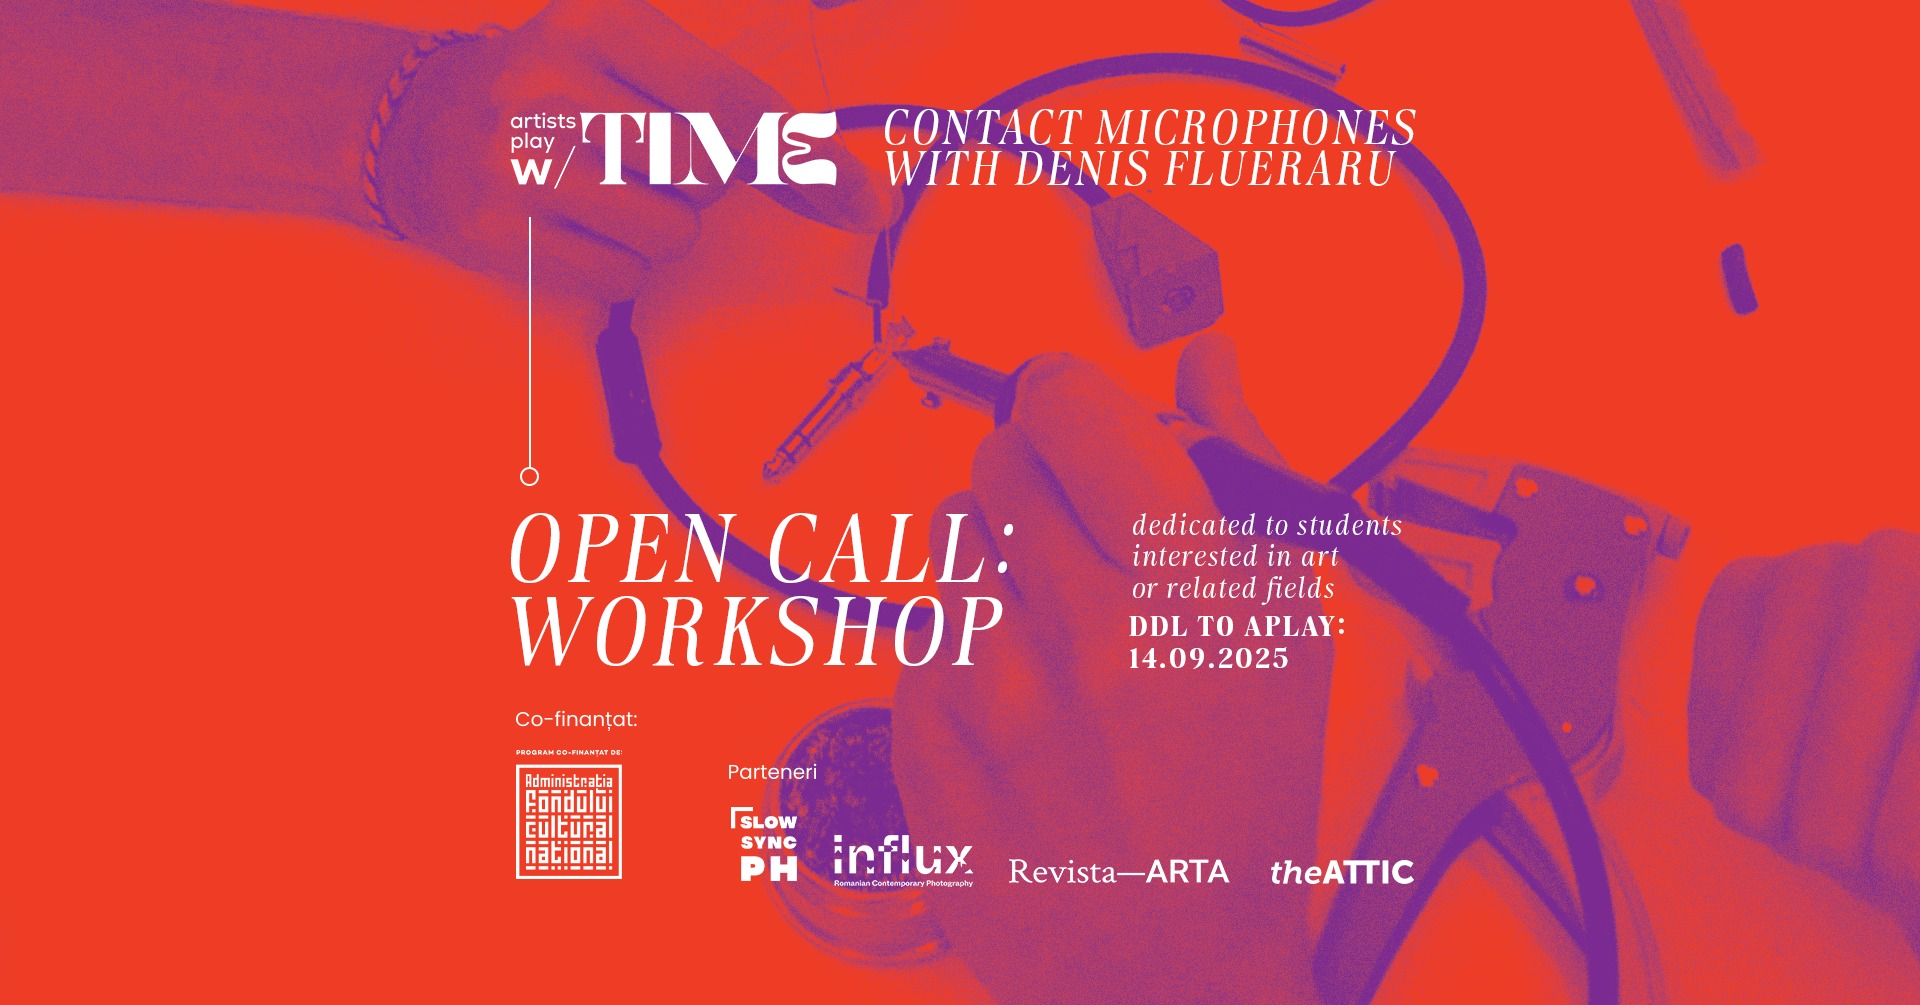 artists
play
w/TIME
CONTACT MICROPHONES
WITH DENIS FLUERARU
OPEN CALL:
WORKSHOP
dedicated to students
interested in art
or related fields
DDL TO APLAY:
14.09.2025
Co-finanțat:
PROGRAM CO-FINANȚAT DE:
Administrația
fondului
cultural
național
Parteneri
SLOW
SYNC
PH
influx
Romanian Contemporary Photography
Revista—ARTA
theATTIC